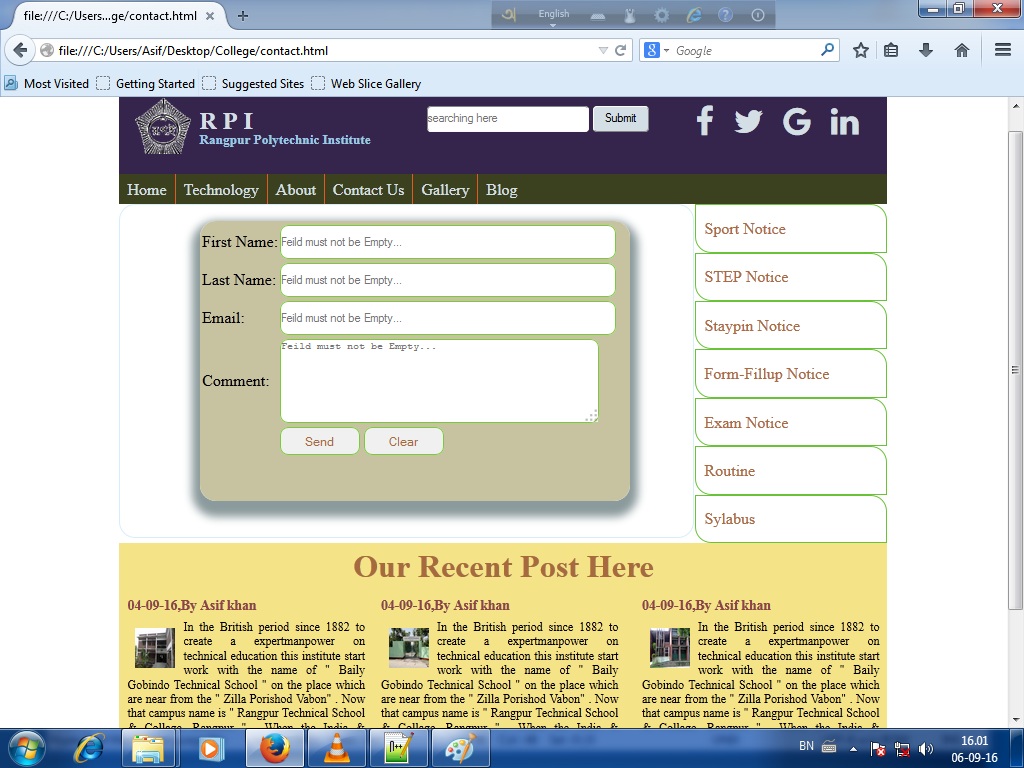 file:///C:/Users...ge/contact.html
English
file:///C:/Users/Asif/Desktop/College/contact.html
Google
Most Visited Getting Started Suggested Sites Web Slice Gallery
R P I
Rangpur Polytechnic Institute
searching here Submit
Home Technology About Contact Us Gallery Blog
First Name: Feild must not be Empty...
Last Name: Feild must not be Empty...
Email: Feild must not be Empty...
Comment: Feild must not be Empty...
Send Clear
Sport Notice
STEP Notice
Staypin Notice
Form-Fillup Notice
Exam Notice
Routine
Sylabus
Our Recent Post Here
04-09-16,By Asif khan
In the British period since 1882 to
create a expertmanpower on
technical education this institute start
work with the name of " Baily
Gobindo Technical School " on the place which
are near from the " Zilla Porishod Vabon" . Now
that campus name is " Rangpur Technical School
& College, Rangpur ". When the India &
04-09-16,By Asif khan
In the British period since 1882 to
create a expertmanpower on
technical education this institute start
work with the name of " Baily
Gobindo Technical School " on the place which
are near from the " Zilla Porishod Vabon" . Now
that campus name is " Rangpur Technical School
& College, Rangpur ". When the India &
04-09-16,By Asif khan
In the British period since 1882 to
create a expertmanpower on
technical education this institute start
work with the name of " Baily
Gobindo Technical School " on the place which
are near from the " Zilla Porishod Vabon" . Now
that campus name is " Rangpur Technical School
& College, Rangpur ". When the India &
BN
16.01
06-09-16